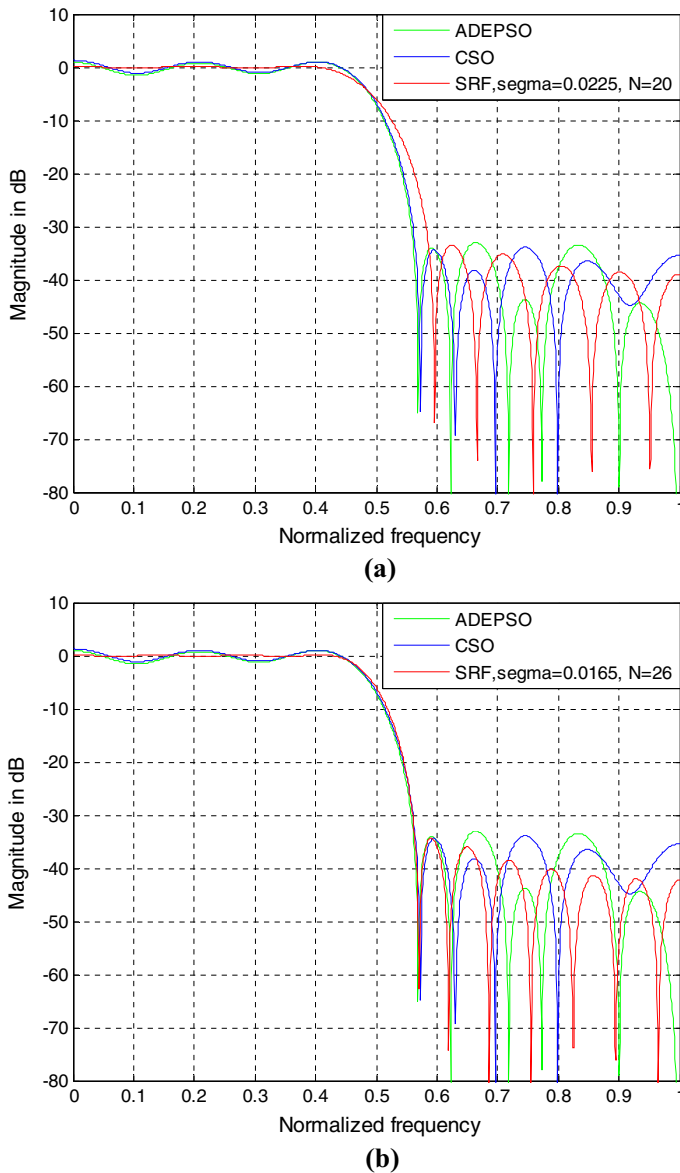 10
0
-10
-20
-30
-40
-50
-60
-70
-80
Magnitude in dB
ADEPSO
CSO
SRF,segma=0.0225, N=20
0 0.1 0.2 0.3 0.4 0.5 0.6 0.7 0.8 0.9 1
Normalized frequency
(a)
10
0
-10
-20
-30
-40
-50
-60
-70
-80
Magnitude in dB
ADEPSO
CSO
SRF,segma=0.0165, N=26
0 0.1 0.2 0.3 0.4 0.5 0.6 0.7 0.8 0.9 1
Normalized frequency
(b)